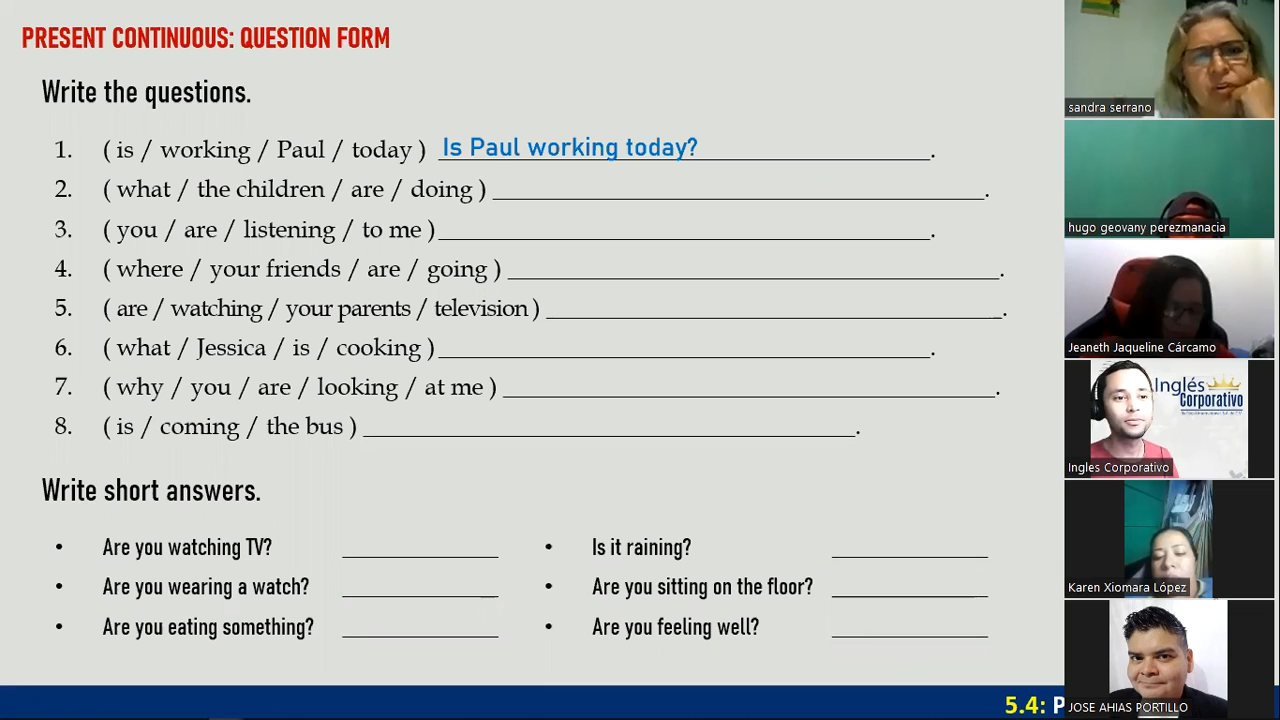 PRESENT CONTINUOUS: QUESTION FORM
Write the questions.
1. ( is / working / Paul / today ) Is Paul working today? .
2. ( what / the children / are / doing ) .
3. ( you / are / listening / to me ) .
4. ( where / your friends / are / going ) .
5. ( are / watching / your parents / television ) .
6. ( what / Jessica / is / cooking ) .
7. ( why / you / are / looking / at me ) .
8. ( is / coming / the bus ) .
Write short answers.
• Are you watching TV?
• Are you wearing a watch?
• Are you eating something?
• Is it raining?
• Are you sitting on the floor?
• Are you feeling well?
5.4: P
sandra serrano
hugo geovany perezmanacia
Jeaneth Jaqueline Cárcamo
Inglés
Corporativo
Ingles Corporativo
Karen Xiomara López
JOSE AHIAS PORTILLO